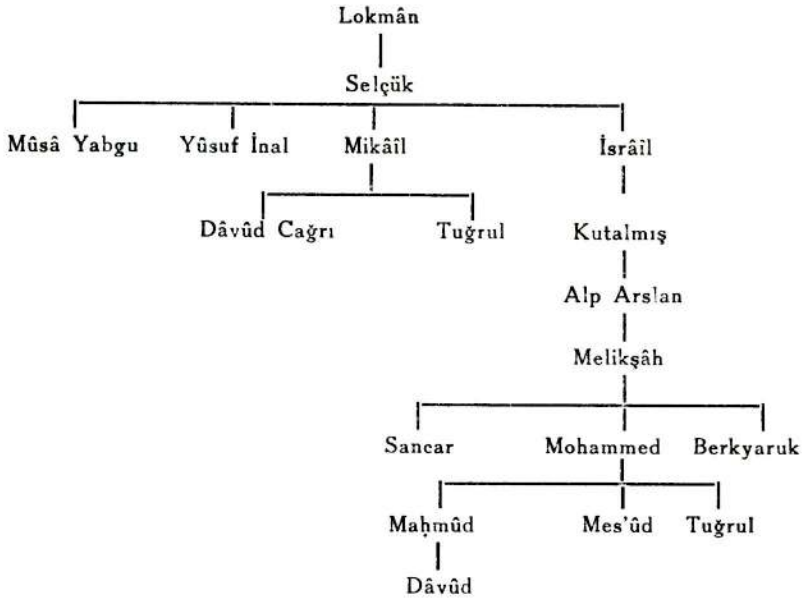 Lokmân
Selçük
Mûsâ Yabgu Yûsuf İnal Mikâîl İsrâîl
Dâvûd Cağrı Tuğrul Kutalmış
Alp Arslan
Melikşâh
Sancar Mohammed Berkyaruk
Maḥmûd Mes'ûd Tuğrul
Dâvûd